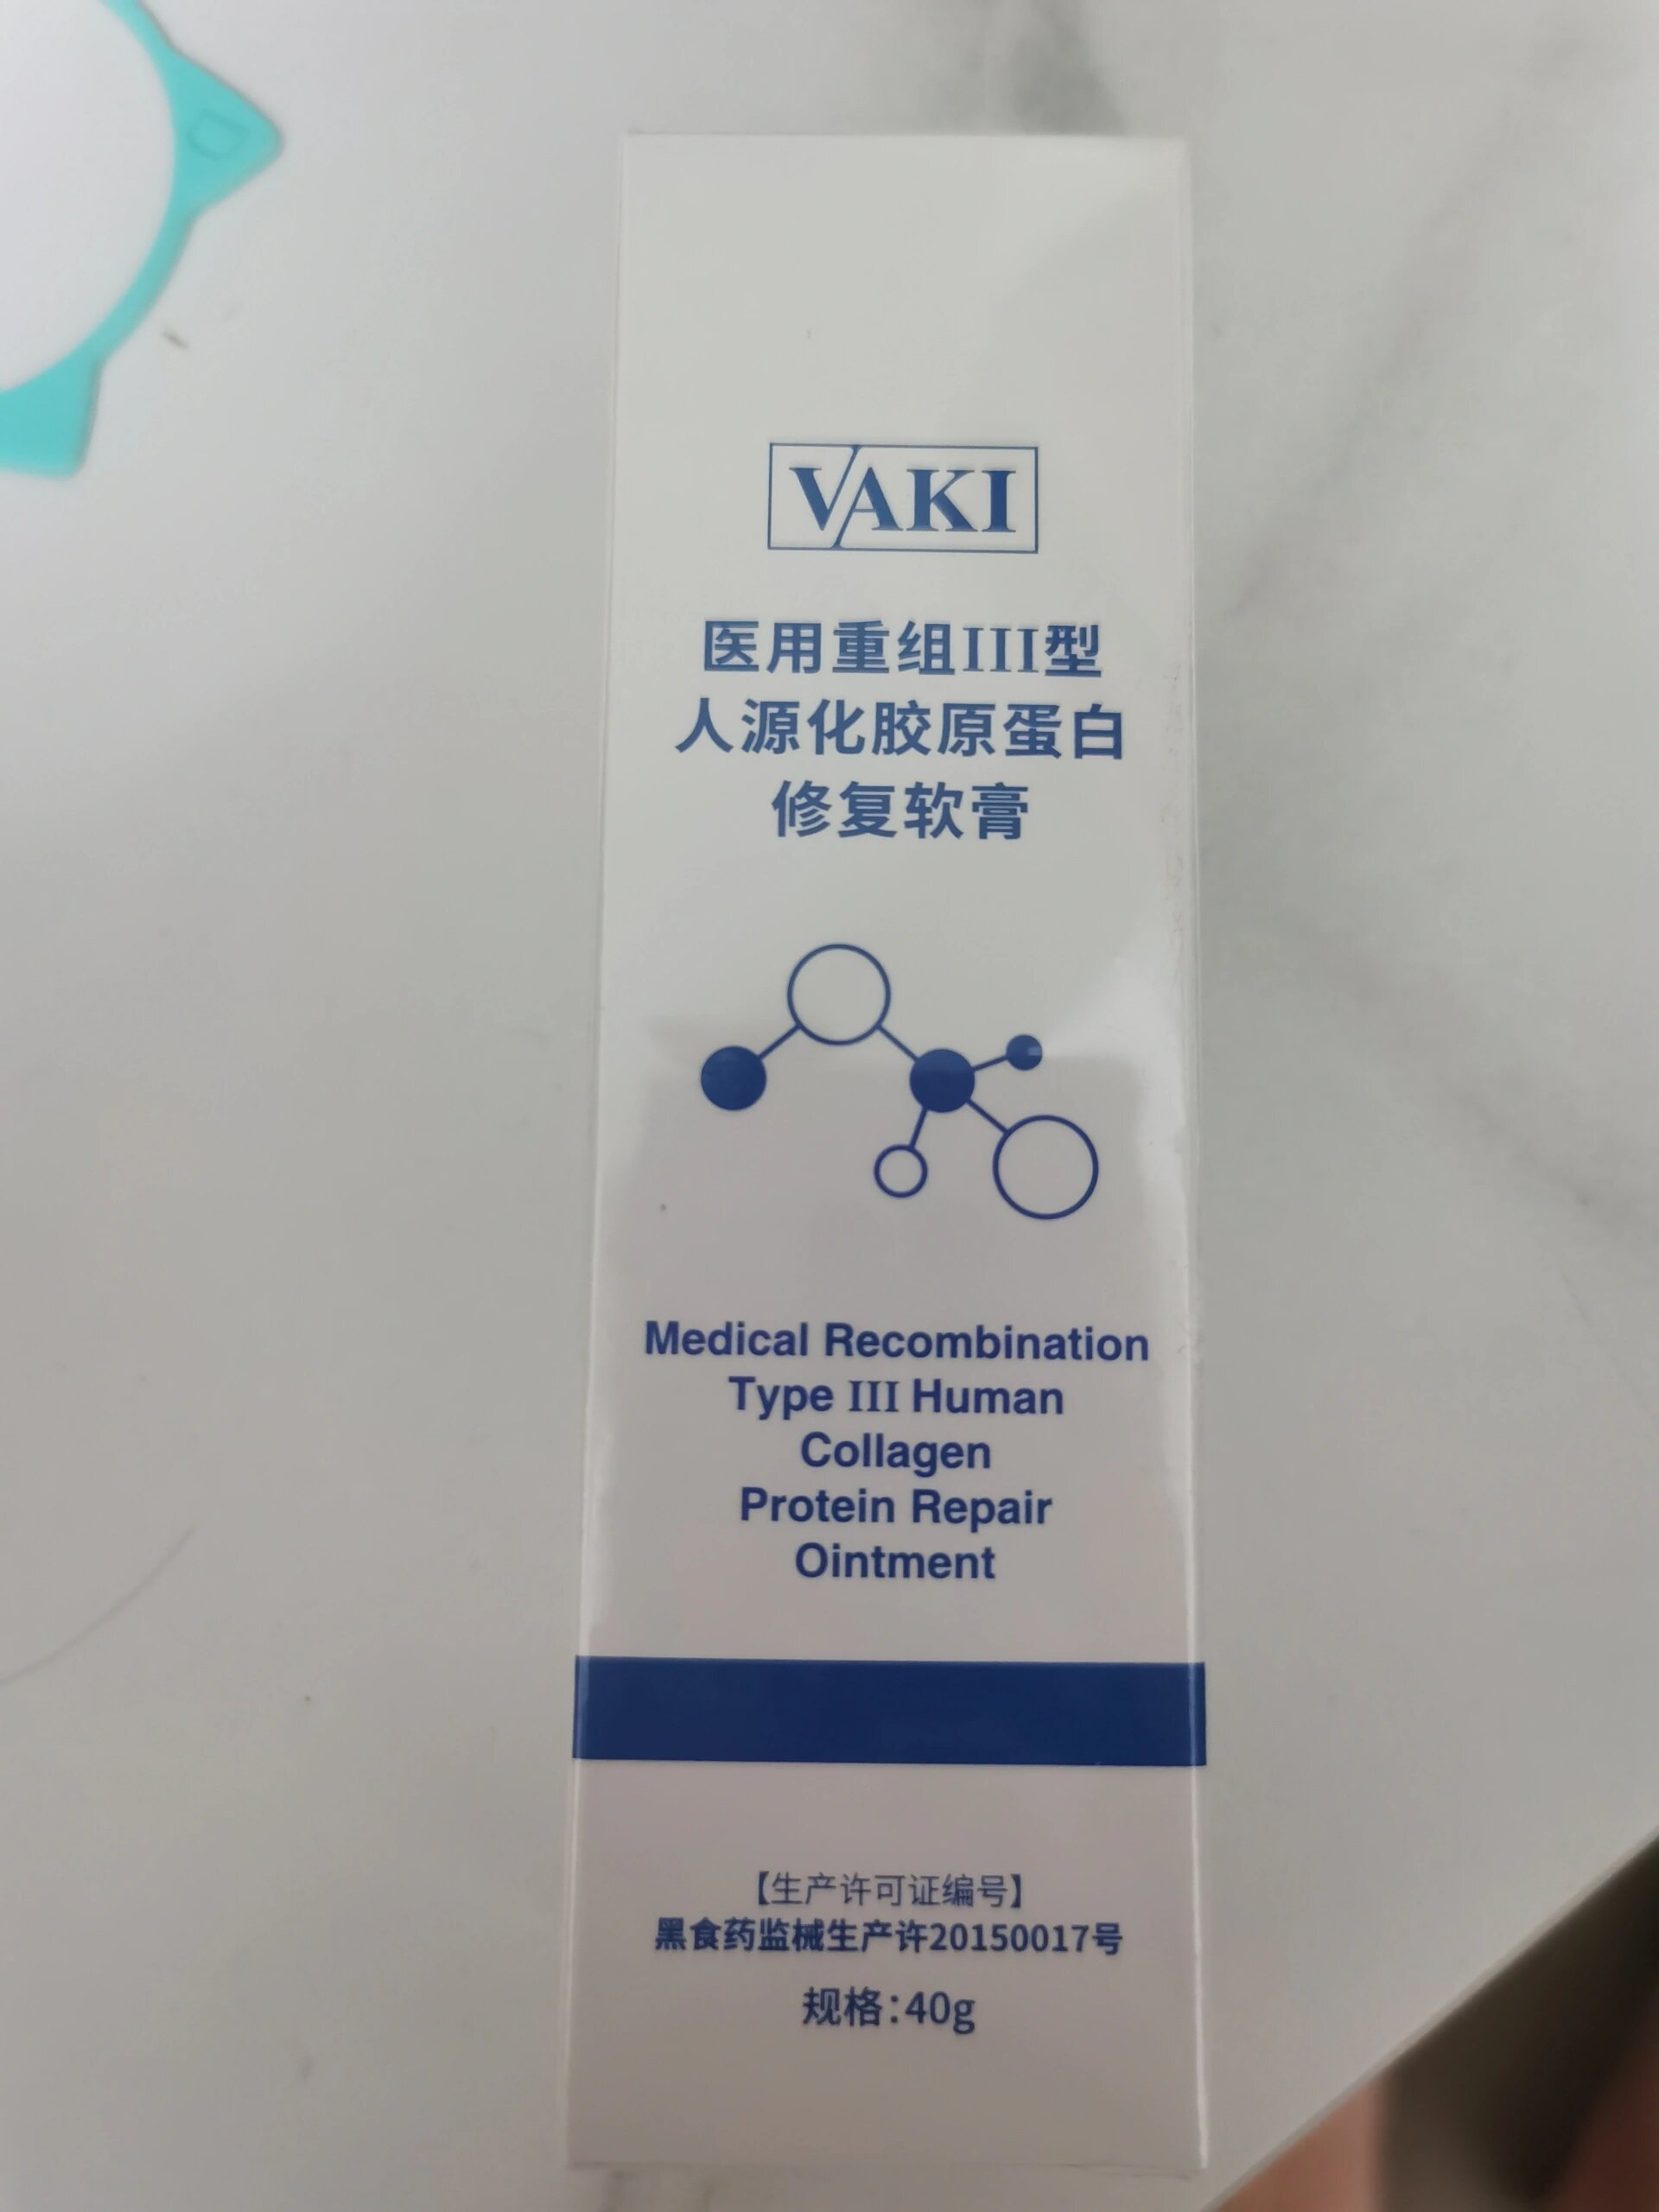 VAKI
医用重组III型
人源化胶原蛋白
修复软膏
Medical Recombination
Type III Human
Collagen
Protein Repair
Ointment
【生产许可证编号】
黑食药监械生产许20150017号
规格:40g